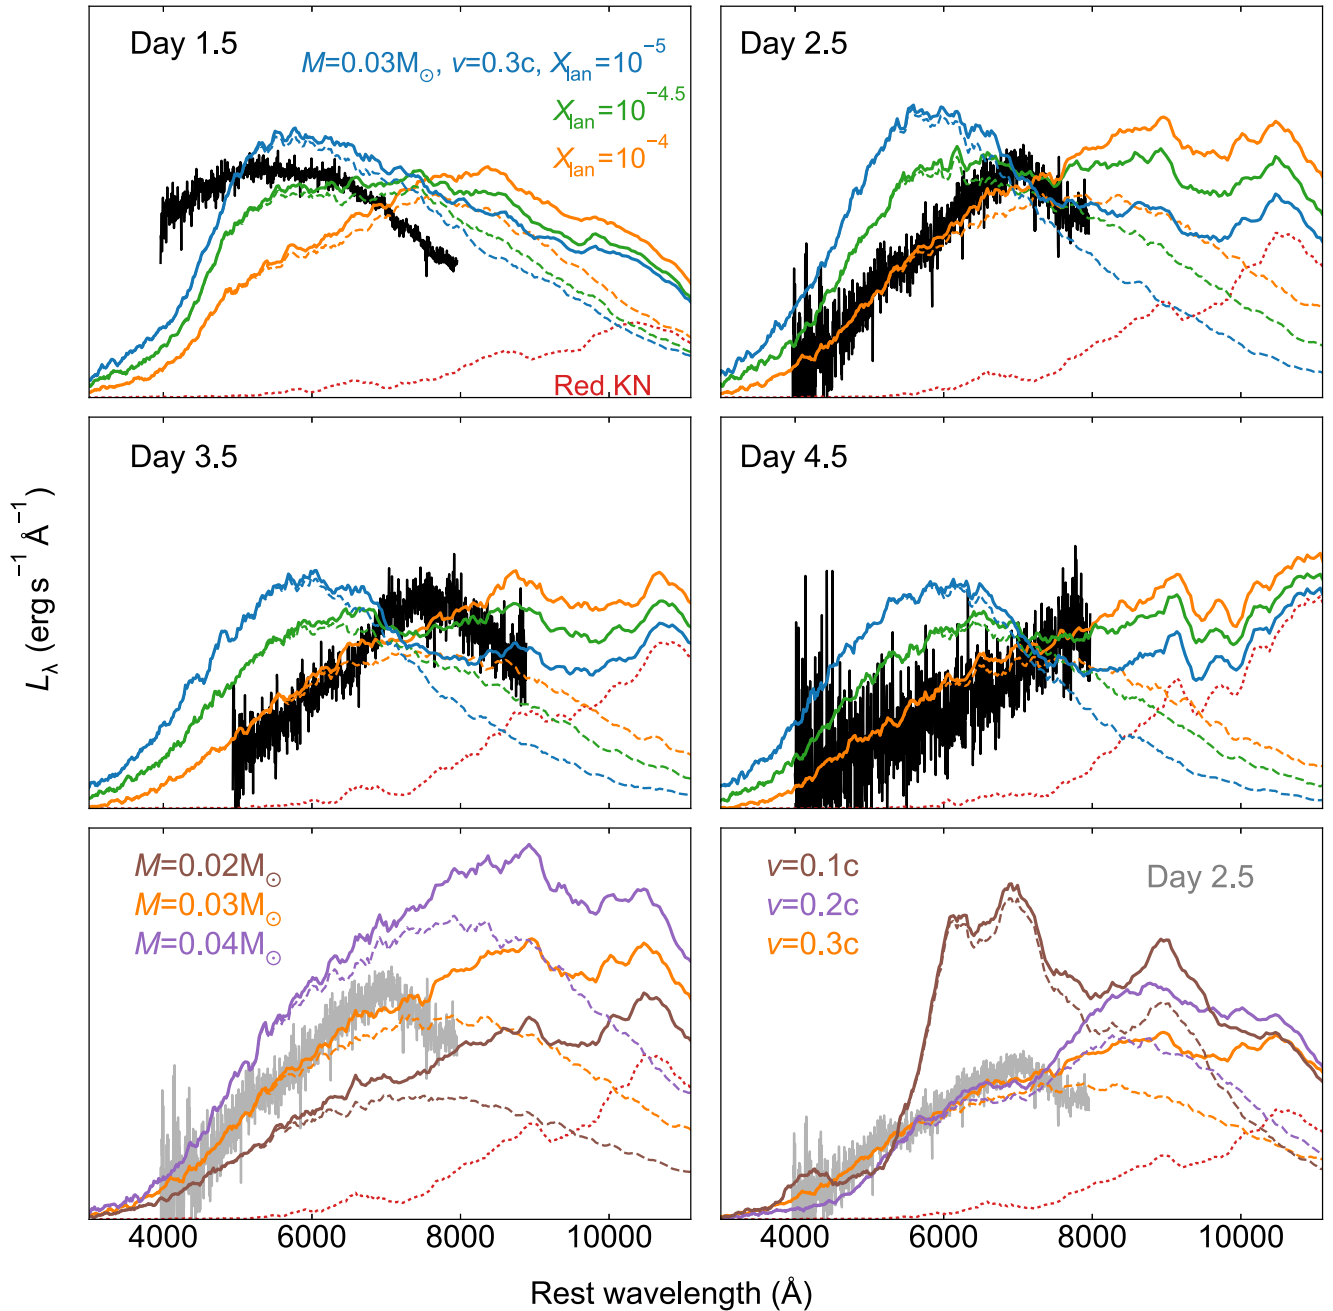 Day 1.5
M=0.03M☉, v=0.3c, Xlan=10⁻⁵
Xlan=10⁻⁴·⁵
Xlan=10⁻⁴
Red KN
Day 2.5
Day 3.5
Day 4.5
Lλ (erg s⁻¹ Å⁻¹)
M=0.02M☉
M=0.03M☉
M=0.04M☉
v=0.1c
v=0.2c
v=0.3c
Day 2.5
4000 6000 8000 10000
4000 6000 8000 10000
Rest wavelength (Å)